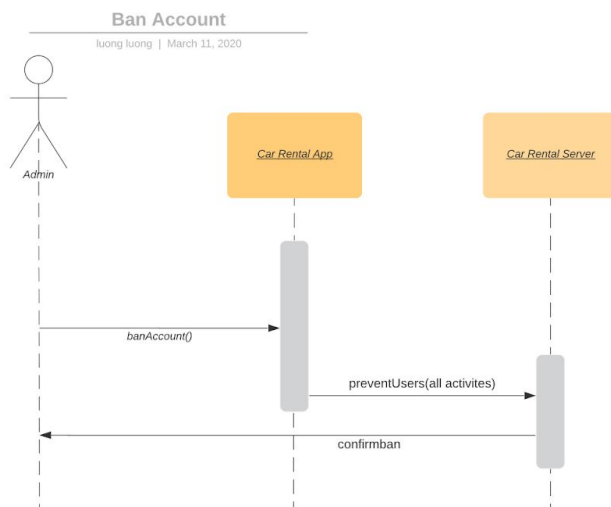 Ban Account
luong luong | March 11, 2020
Admin
Car Rental App
Car Rental Server
banAccount()
preventUsers(all activites)
confirmban